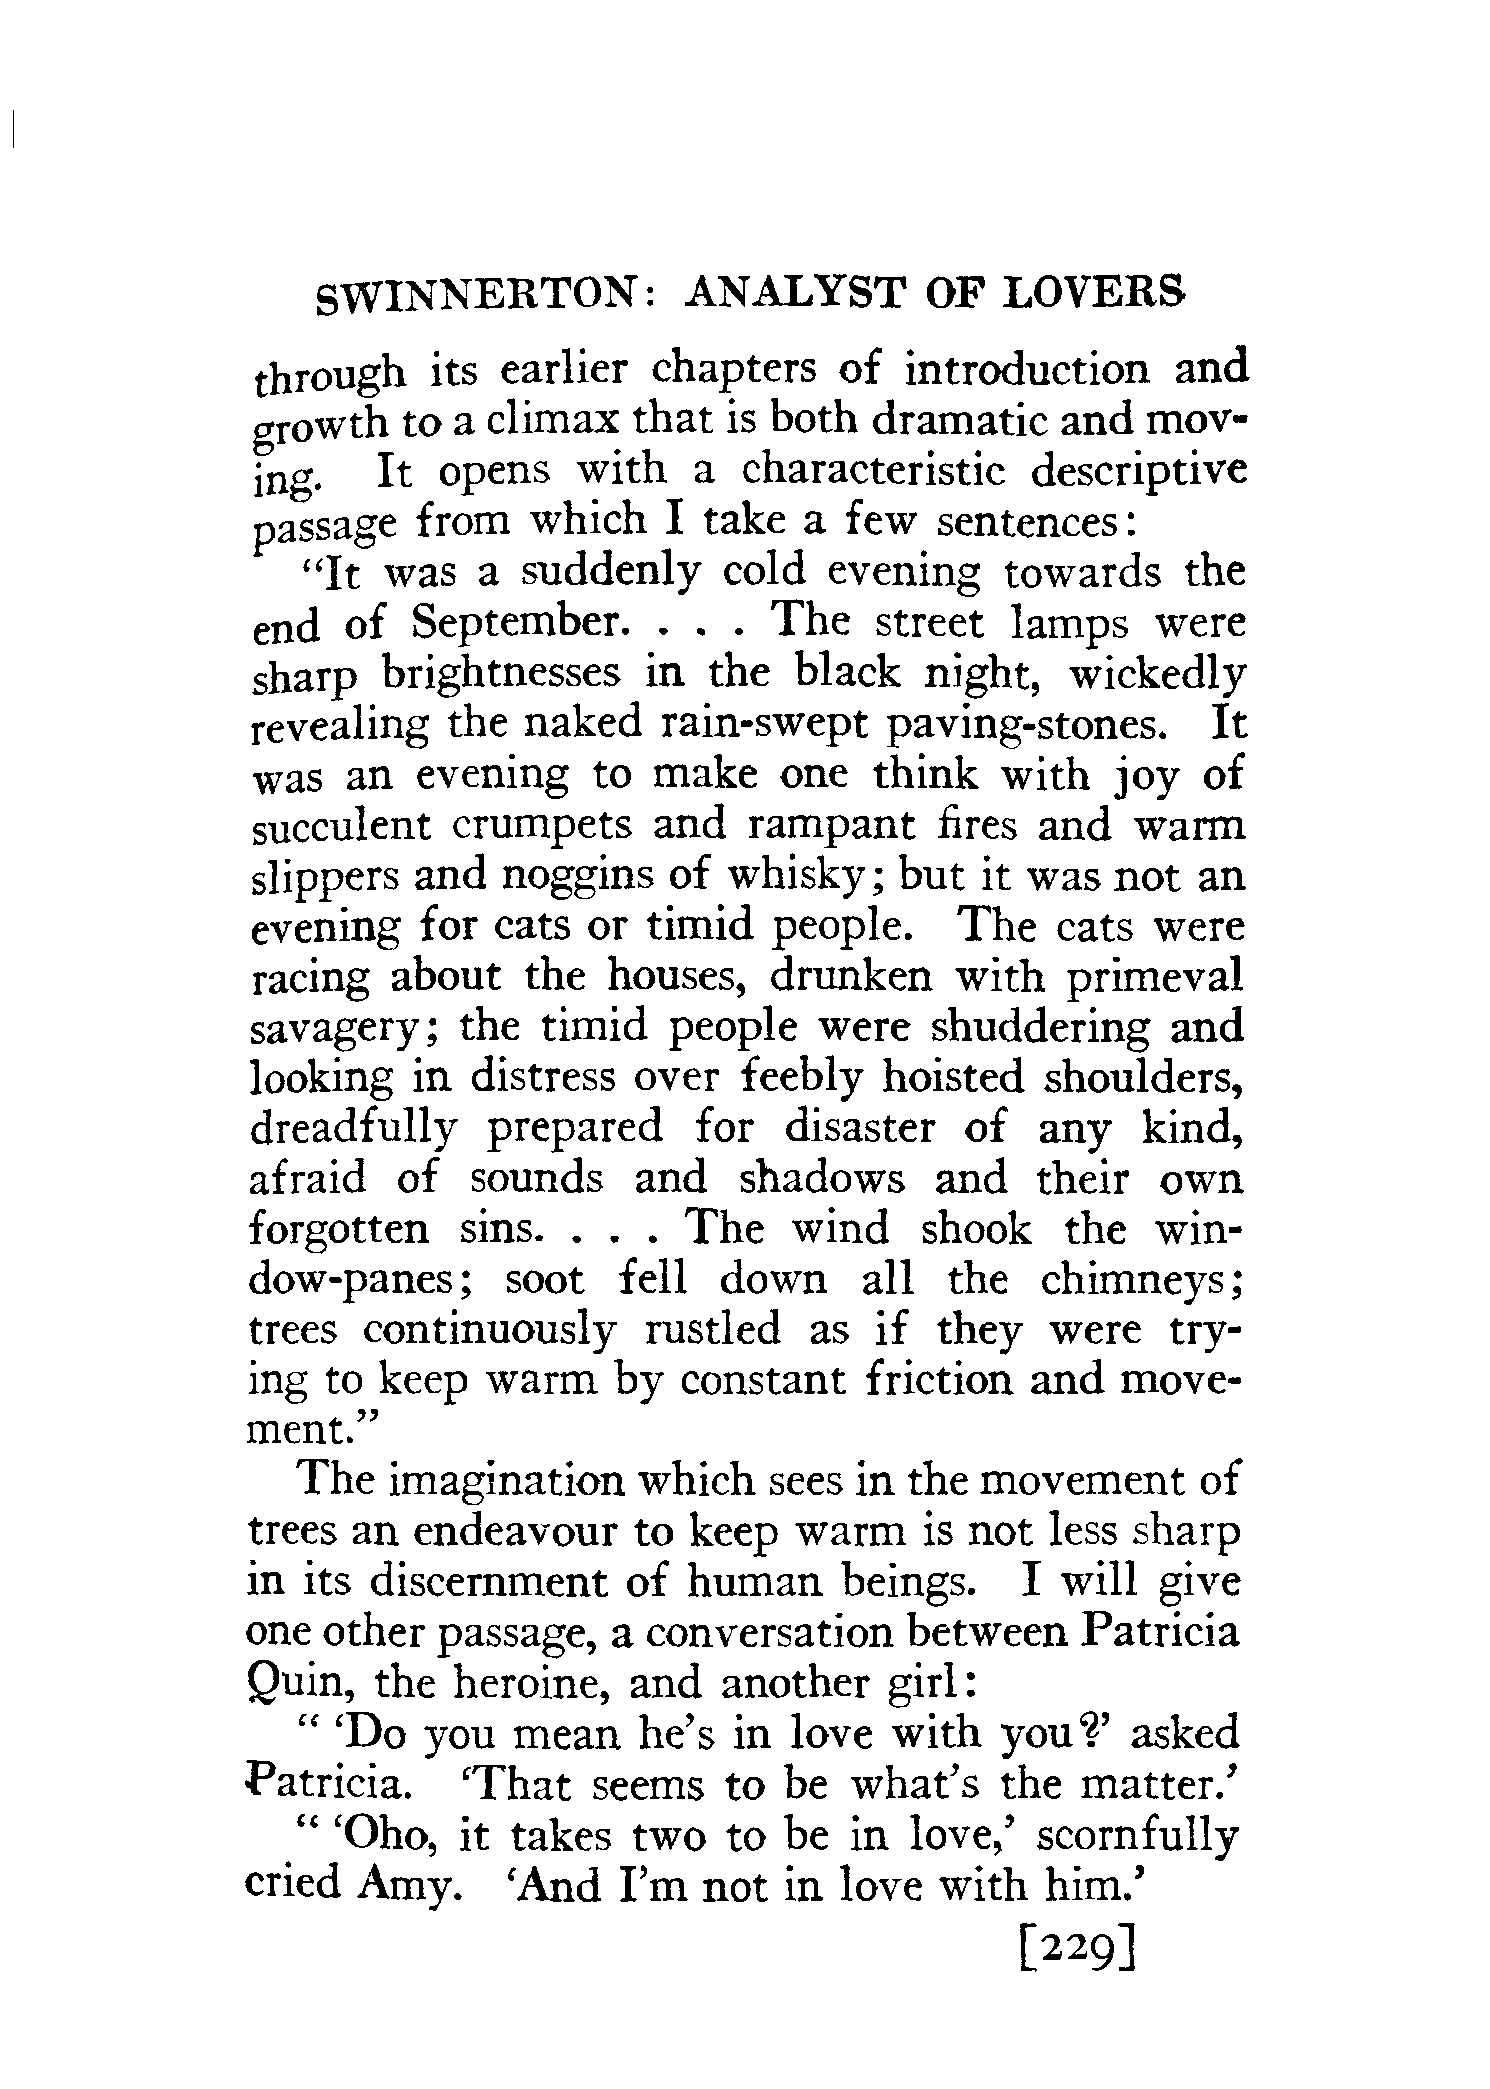 SWINNERTON: ANALYST OF LOVERS
through its earlier chapters of introduction and
growth to a climax that is both dramatic and mov-
ing. It opens with a characteristic descriptive
passage from which I take a few sentences:
"It was a suddenly cold evening towards the
end of September. . . . The street lamps were
sharp brightnesses in the black night, wickedly
revealing the naked rain-swept paving-stones. It
was an evening to make one think with joy of
succulent crumpets and rampant fires and warm
slippers and noggins of whisky; but it was not an
evening for cats or timid people. The cats were
racing about the houses, drunken with primeval
savagery; the timid people were shuddering and
looking in distress over feebly hoisted shoulders,
dreadfully prepared for disaster of any kind,
afraid of sounds and shadows and their own
forgotten sins. . . . The wind shook the win-
dow-panes; soot fell down all the chimneys;
trees continuously rustled as if they were try-
ing to keep warm by constant friction and move-
ment."
The imagination which sees in the movement of
trees an endeavour to keep warm is not less sharp
in its discernment of human beings. I will give
one other passage, a conversation between Patricia
Quin, the heroine, and another girl:
" 'Do you mean he's in love with you?' asked
Patricia. 'That seems to be what's the matter.'
" 'Oho, it takes two to be in love,' scornfully
cried Amy. 'And I'm not in love with him.'
[229]